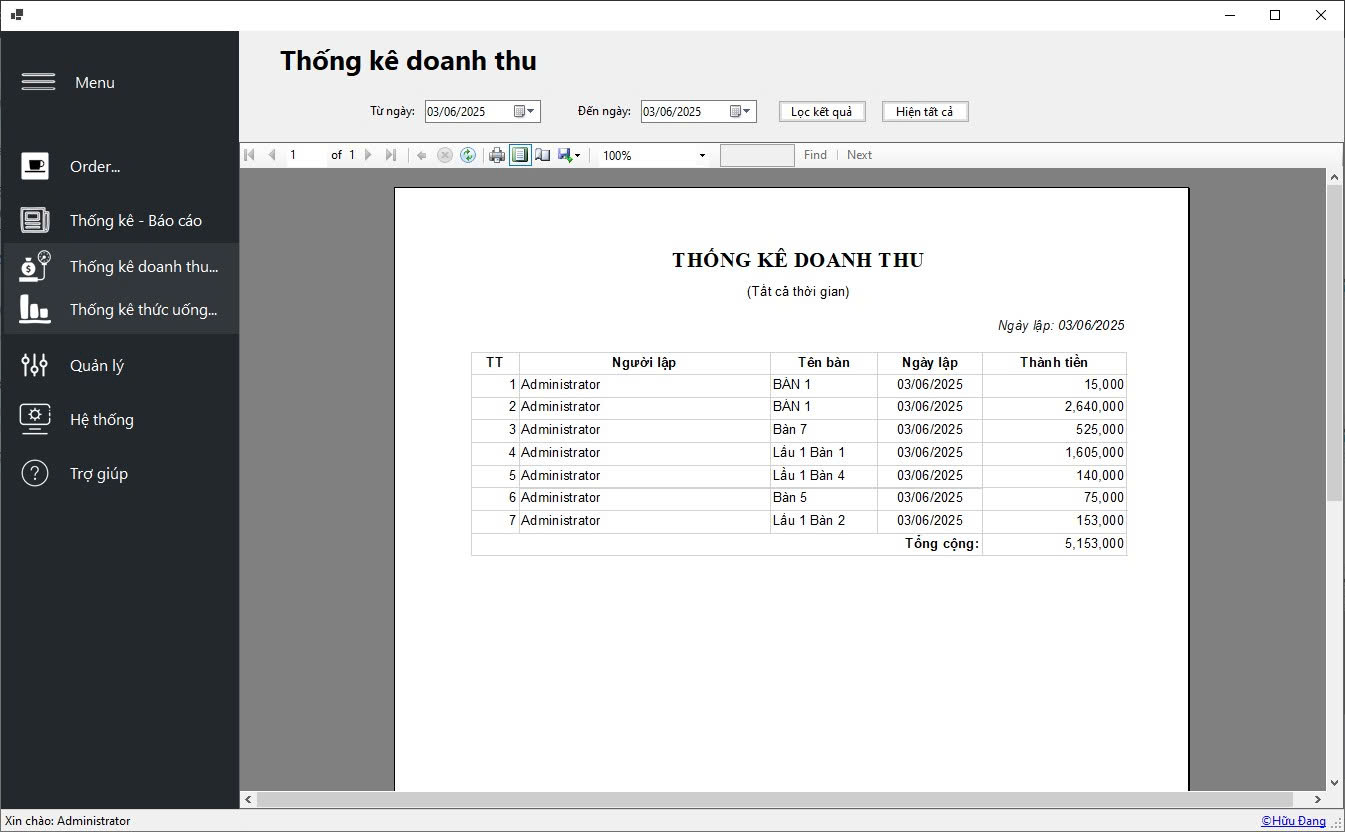 Menu
Order...
Thống kê - Báo cáo
Thống kê doanh thu...
Thống kê thức uống...
Quản lý
Hệ thống
Trợ giúp
Thống kê doanh thu
Từ ngày: 03/06/2025 Đến ngày: 03/06/2025 Lọc kết quả Hiện tất cả
1 of 1 100% Find Next
THỐNG KÊ DOANH THU
(Tất cả thời gian)
Ngày lập: 03/06/2025
TT Người lập Tên bàn Ngày lập Thành tiền
1 Administrator BÀN 1 03/06/2025 15,000
2 Administrator BÀN 1 03/06/2025 2,640,000
3 Administrator Bàn 7 03/06/2025 525,000
4 Administrator Lầu 1 Bàn 1 03/06/2025 1,605,000
5 Administrator Lầu 1 Bàn 4 03/06/2025 140,000
6 Administrator Bàn 5 03/06/2025 75,000
7 Administrator Lầu 1 Bàn 2 03/06/2025 153,000
Tổng cộng: 5,153,000
Xin chào: Administrator ©Hữu Đang